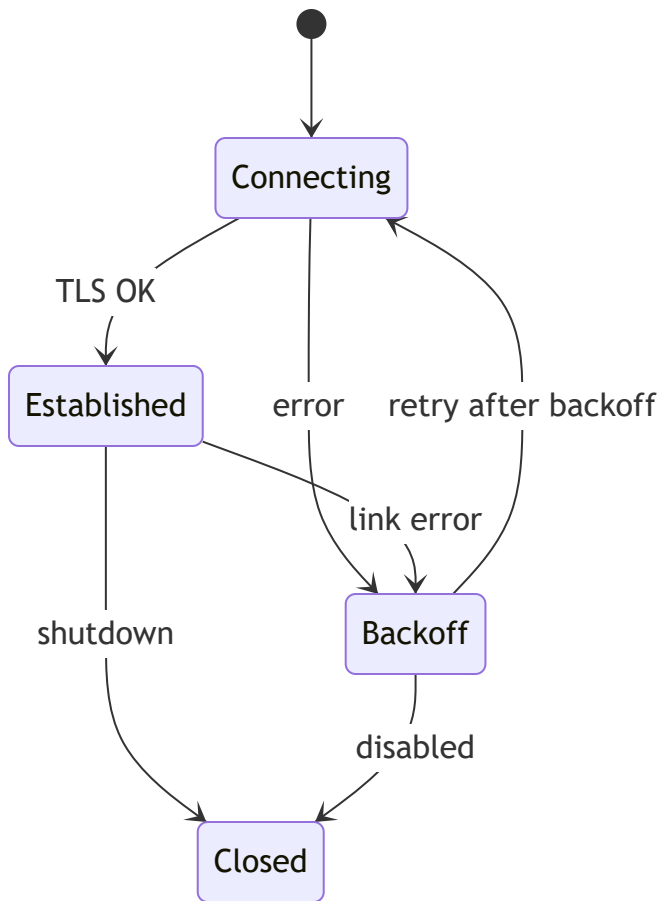 Connecting
TLS OK
Established
error
retry after backoff
link error
shutdown
Backoff
disabled
Closed